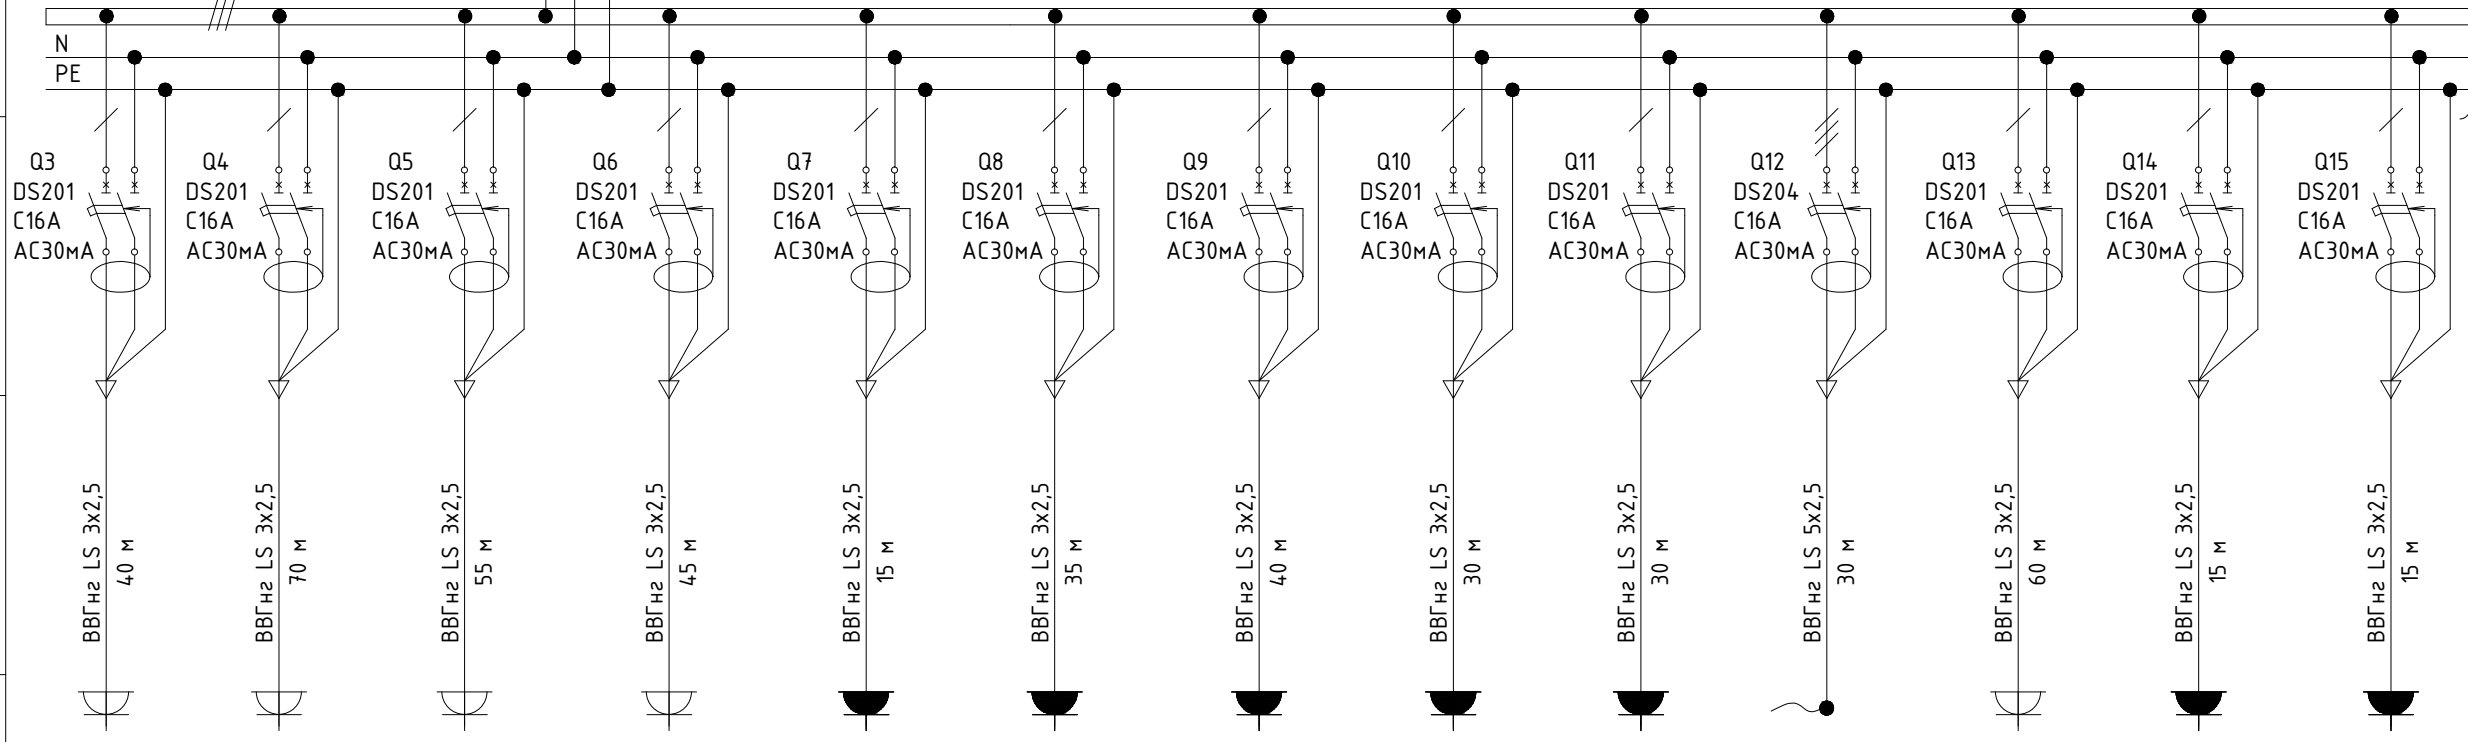 N
PE
Q3
DS201
C16A
AC30мА
Q4
DS201
C16A
AC30мА
Q5
DS201
C16A
AC30мА
Q6
DS201
C16A
AC30мА
Q7
DS201
C16A
AC30мА
Q8
DS201
C16A
AC30мА
Q9
DS201
C16A
AC30мА
Q10
DS201
C16A
AC30мА
Q11
DS201
C16A
AC30мА
Q12
DS204
C16A
AC30мА
Q13
DS201
C16A
AC30мА
Q14
DS201
C16A
AC30мА
Q15
DS201
C16A
AC30мА
ВВГнг LS 3х2,5
40 м
ВВГнг LS 3х2,5
70 м
ВВГнг LS 3х2,5
55 м
ВВГнг LS 3х2,5
45 м
ВВГнг LS 3х2,5
15 м
ВВГнг LS 3х2,5
35 м
ВВГнг LS 3х2,5
40 м
ВВГнг LS 3х2,5
30 м
ВВГнг LS 3х2,5
30 м
ВВГнг LS 5х2,5
30 м
ВВГнг LS 3х2,5
60 м
ВВГнг LS 3х2,5
15 м
ВВГнг LS 3х2,5
15 м